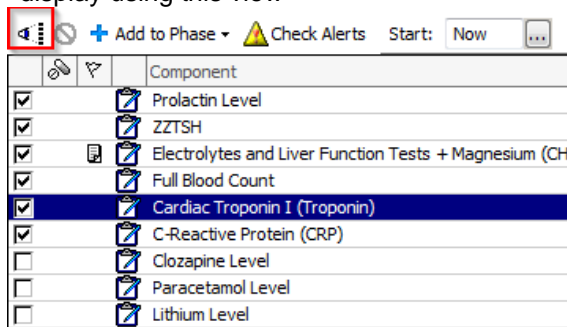 display using this view
Add to Phase Check Alerts Start: Now ...
Component
Prolactin Level
ZZTSH
Electrolytes and Liver Function Tests + Magnesium (CH
Full Blood Count
Cardiac Troponin I (Troponin)
C-Reactive Protein (CRP)
Clozapine Level
Paracetamol Level
Lithium Level